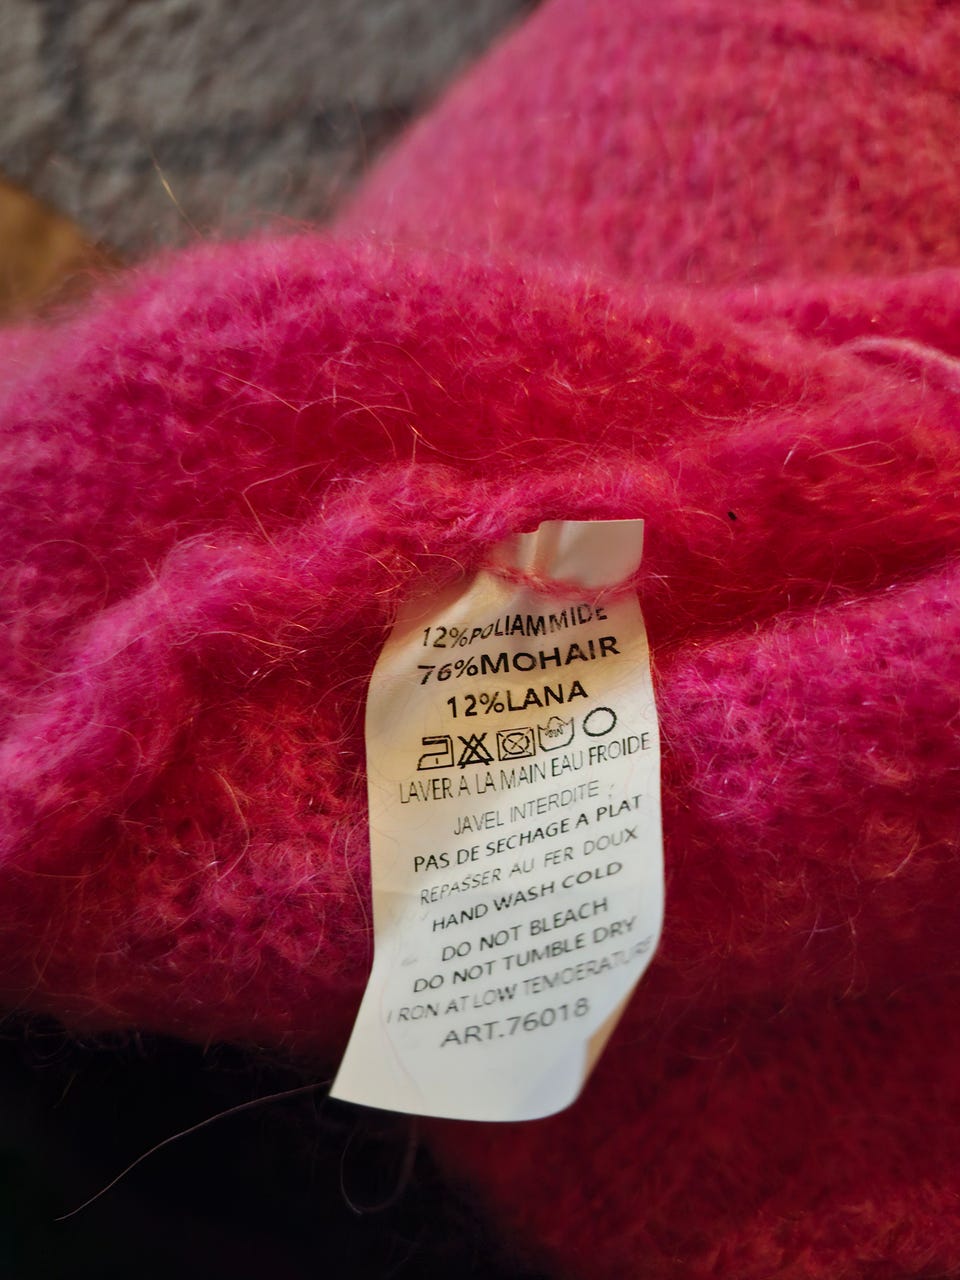 12%POLIAMMIDE
76%MOHAIR
12%LANA
LAVER A LA MAIN EAU FROIDE
JAVEL INTERDITE ;
PAS DE SECHAGE A PLAT
REPASSER AU FER DOUX
HAND WASH COLD
DO NOT BLEACH
DO NOT TUMBLE DRY
IRON AT LOW TEMOERATURE
ART.76018